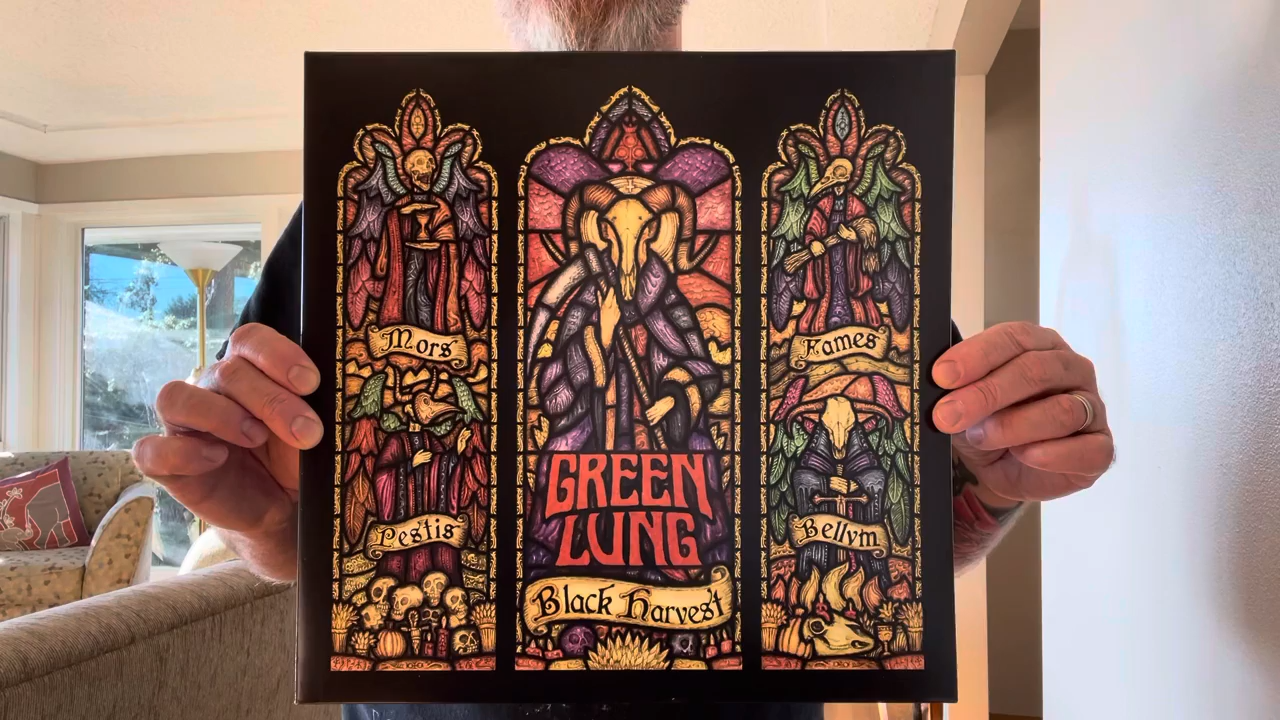 Mors
Fames
Pestis
Bellvm
GREEN
LUNG
Black Harvest